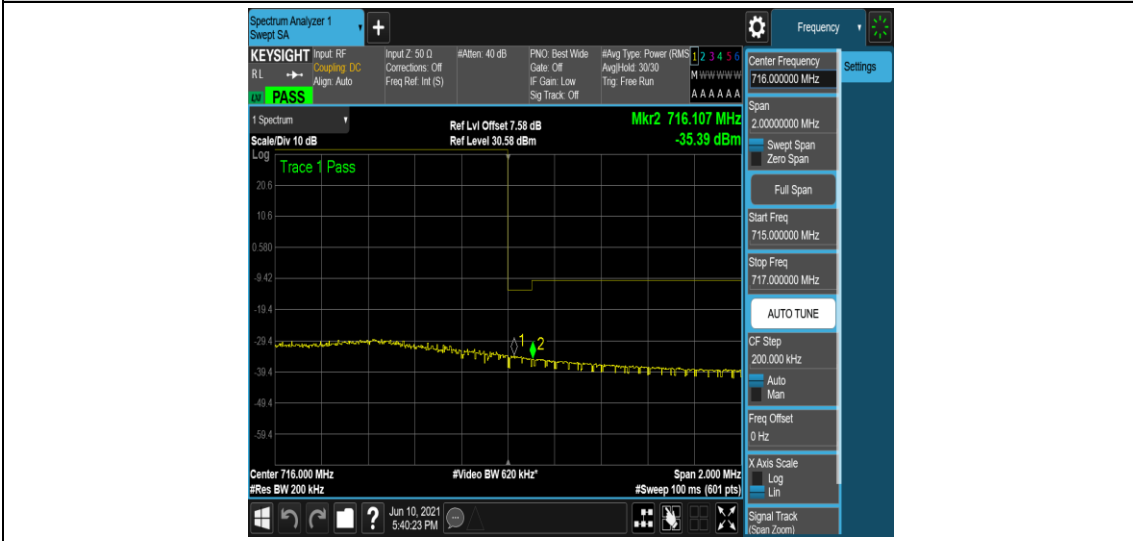 Spectrum Analyzer 1
Swept SA
+
Frequency
KEYSIGHT
RL
PASS
Input: RF
Coupling: DC
Align: Auto
Input Z: 50 Ω
Corrections: Off
Freq Ref: Int (S)
#Atten: 40 dB
PNO: Best Wide
Gate: Off
IF Gain: Low
Sig Track: Off
#Avg Type: Power (RMS
Avg|Hold: 30/30
Trig: Free Run
1 2 3 4 5 6
M W W W W W
A A A A A A
1 Spectrum
Scale/Div 10 dB
Ref Lvl Offset 7.58 dB
Ref Level 30.58 dBm
Mkr2 716.107 MHz
-35.39 dBm
Log
Trace 1 Pass
20.6
10.6
0.580
-9.42
-19.4
-29.4
-39.4
-49.4
-59.4
1
2
Center 716.000 MHz
#Res BW 200 kHz
#Video BW 620 kHz*
Span 2.000 MHz
#Sweep 100 ms (601 pts)
?
Jun 10, 2021
5:40:23 PM
Center Frequency
716.000000 MHz
Settings
Span
2.00000000 MHz
Swept Span
Zero Span
Full Span
Start Freq
715.000000 MHz
Stop Freq
717.000000 MHz
AUTO TUNE
CF Step
200.000 kHz
Auto
Man
Freq Offset
0 Hz
X Axis Scale
Log
Lin
Signal Track
(Span Zoom)